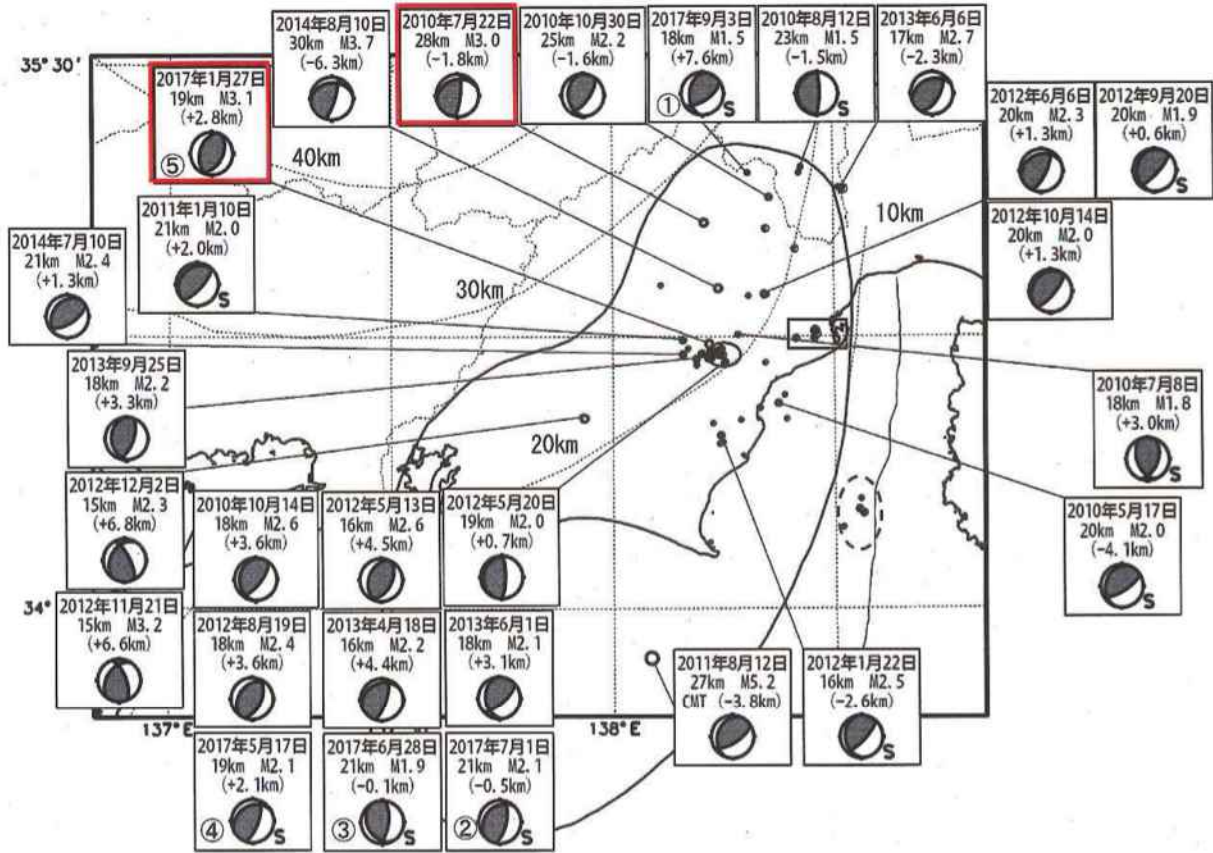 2014年8月10日
30km M3.7
(-6.3km)
2010年7月22日
28km M3.0
(-1.8km)
2010年10月30日
25km M2.2
(-1.6km)
2017年9月3日
18km M1.5
(+7.6km)
① S
2010年8月12日
23km M1.5
(-1.5km)
S
2013年6月6日
17km M2.7
(-2.3km)
35°30'
2017年1月27日
19km M3.1
(+2.8km)
⑤
2012年6月6日
20km M2.3
(+1.3km)
2012年9月20日
20km M1.9
(+0.6km)
S
40km
2011年1月10日
21km M2.0
(+2.0km)
S
10km
2012年10月14日
20km M2.0
(+1.3km)
2014年7月10日
21km M2.4
(+1.3km)
30km
2013年9月25日
18km M2.2
(+3.3km)
2010年7月8日
18km M1.8
(+3.0km)
S
20km
2012年12月2日
15km M2.3
(+6.8km)
2010年10月14日
18km M2.6
(+3.6km)
2012年5月13日
16km M2.6
(+4.5km)
2012年5月20日
19km M2.0
(+0.7km)
2010年5月17日
20km M2.0
(-4.1km)
S
34°
2012年11月21日
15km M3.2
(+6.6km)
2012年8月19日
18km M2.4
(+3.6km)
2013年4月18日
16km M2.2
(+4.4km)
2013年6月1日
18km M2.1
(+3.1km)
2011年8月12日
27km M5.2
CMT (-3.8km)
2012年1月22日
16km M2.5
(-2.6km)
S
137°E
138°E
2017年5月17日
19km M2.1
(+2.1km)
④ S
2017年6月28日
21km M1.9
(-0.1km)
③ S
2017年7月1日
21km M2.1
(-0.5km)
② S